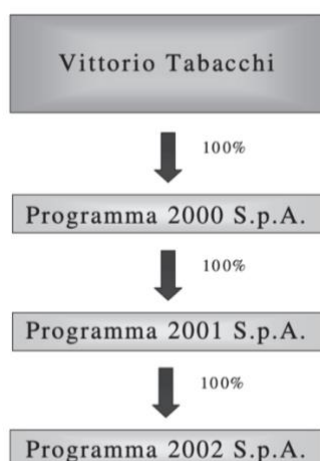 Vittorio Tabacchi
100%
Programma 2000 S.p.A.
100%
Programma 2001 S.p.A.
100%
Programma 2002 S.p.A.